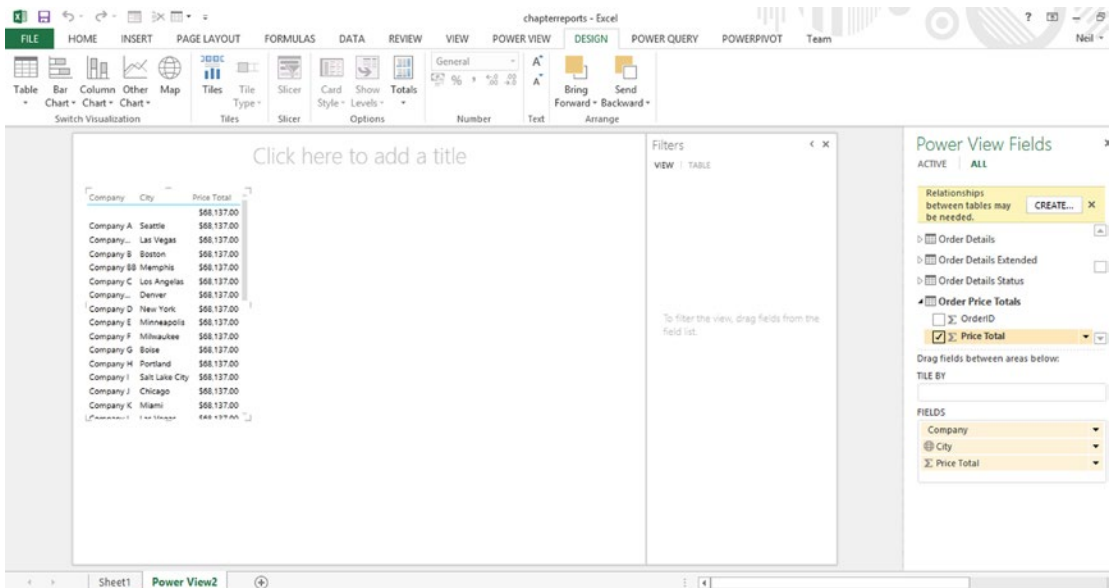 chapterreports - Excel
Neil
FILE HOME INSERT PAGE LAYOUT FORMULAS DATA REVIEW VIEW POWER VIEW DESIGN POWER QUERY POWERPIVOT Team
Table
Bar Chart
Column Chart
Other Chart
Map
Switch Visualization
Tiles
Tile Type
Tiles
Slicer
Slicer
Card Style
Show Levels
Totals
Options
General
%
Number
A
A
Text
Bring Forward
Send Backward
Arrange
Click here to add a title
Company City Price Total
$68,137.00
Company A Seattle $68,137.00
Company... Las Vegas $68,137.00
Company B Boston $68,137.00
Company BB Memphis $68,137.00
Company C Los Angelas $68,137.00
Company... Denver $68,137.00
Company D New York $68,137.00
Company E Minneapolis $68,137.00
Company F Milwaukee $68,137.00
Company G Boise $68,137.00
Company H Portland $68,137.00
Company I Salt Lake City $68,137.00
Company J Chicago $68,137.00
Company K Miami $68,137.00
Filters
VIEW TABLE
To filter the view, drag fields from the
field list.
Power View Fields
ACTIVE ALL
Relationships
between tables may
be needed.
CREATE...
Order Details
Order Details Extended
Order Details Status
Order Price Totals
Σ OrderID
Σ Price Total
Drag fields between areas below:
TILE BY
FIELDS
Company
City
Σ Price Total
Sheet1 Power View2